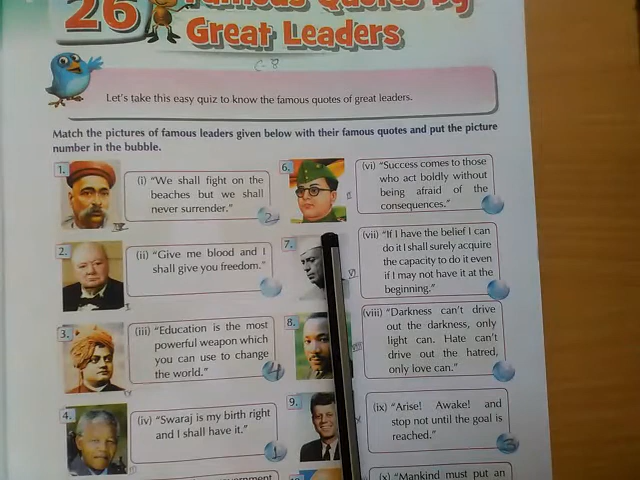 26
Famous Quotes by
Great Leaders
C-8
Let's take this easy quiz to know the famous quotes of great leaders.
Match the pictures of famous leaders given below with their famous quotes and put the picture
number in the bubble.
1.
(i) "We shall fight on the
beaches but we shall
never surrender."
2
2.
(ii) "Give me blood and I
shall give you freedom."
3.
(iii) "Education is the most
powerful weapon which
you can use to change
the world."
4
4.
(iv) "Swaraj is my birth right
and I shall have it."
1
6.
(vi) "Success comes to those
who act boldly without
being afraid of the
consequences."
7.
(vii) "If I have the belief I can
do it I shall surely acquire
the capacity to do it even
if I may not have it at the
beginning."
8.
(viii) "Darkness can't drive
out the darkness, only
light can. Hate can't
drive out the hatred,
only love can."
9.
(ix) "Arise! Awake! and
stop not until the goal is
reached."
3
(x) "Mankind must put an